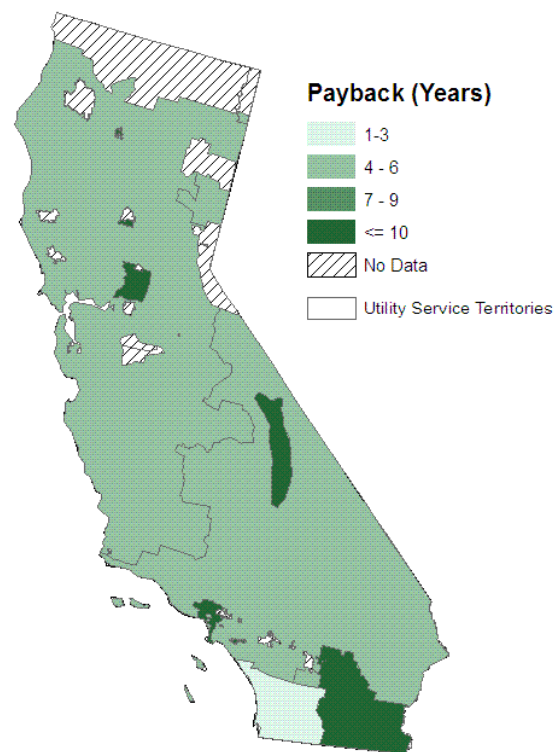 Payback (Years)
1-3
4 - 6
7 - 9
<= 10
No Data
Utility Service Territories